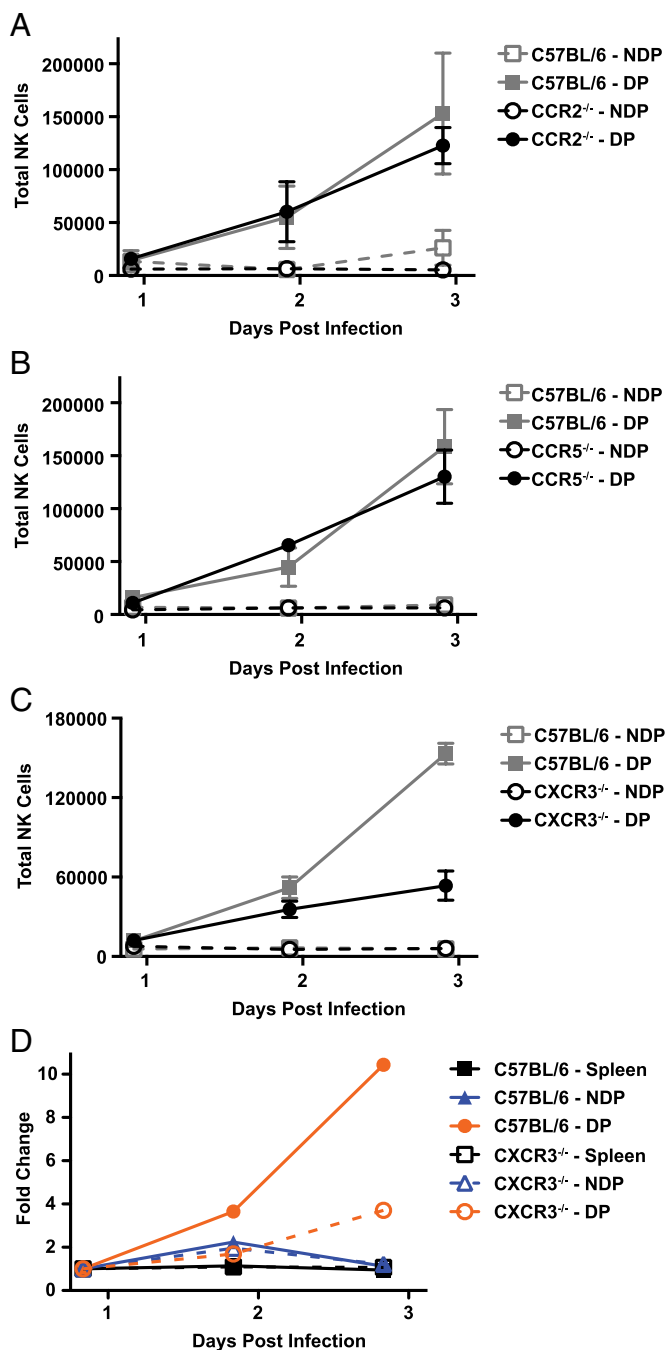 A
Total NK Cells
200000
150000
100000
50000
0
1 2 3
Days Post Infection
C57BL/6 - NDP
C57BL/6 - DP
CCR2-/- - NDP
CCR2-/- - DP
B
Total NK Cells
200000
150000
100000
50000
0
1 2 3
Days Post Infection
C57BL/6 - NDP
C57BL/6 - DP
CCR5-/- - NDP
CCR5-/- - DP
C
Total NK Cells
180000
120000
60000
0
1 2 3
Days Post Infection
C57BL/6 - NDP
C57BL/6 - DP
CXCR3-/- - NDP
CXCR3-/- - DP
D
Fold Change
10
8
6
4
2
0
1 2 3
Days Post Infection
C57BL/6 - Spleen
C57BL/6 - NDP
C57BL/6 - DP
CXCR3-/- - Spleen
CXCR3-/- - NDP
CXCR3-/- - DP